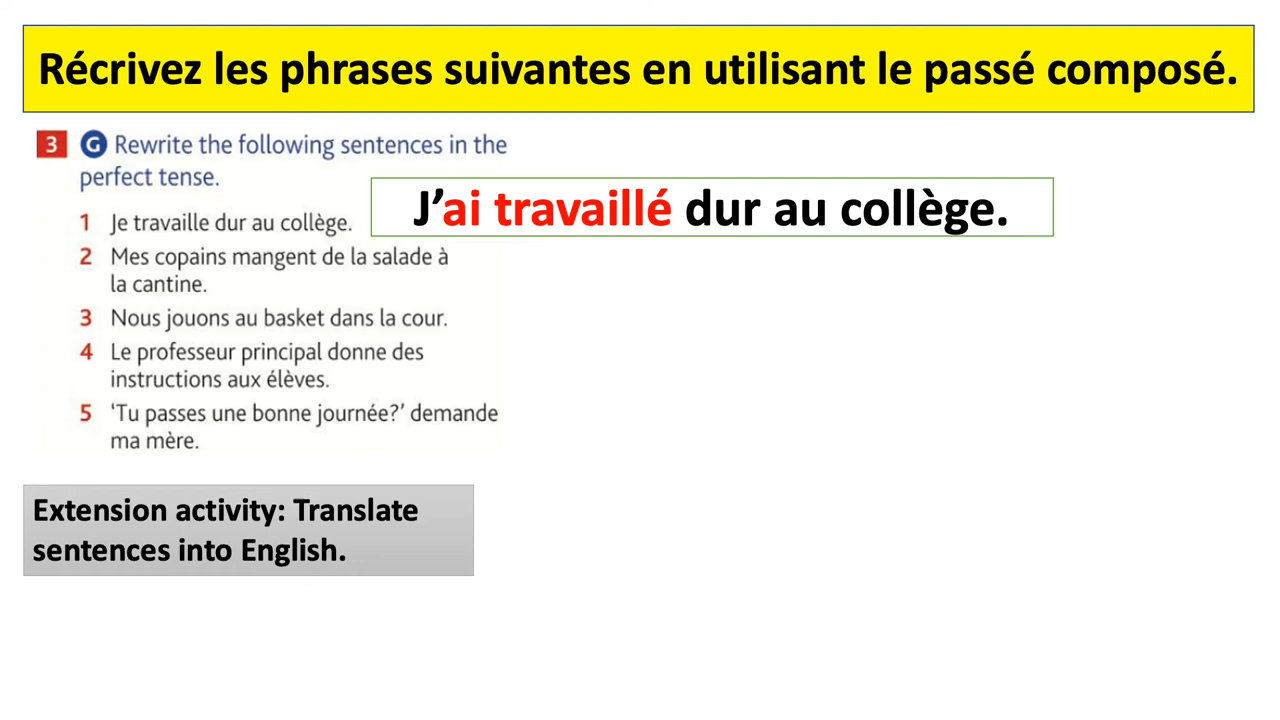 Récrivez les phrases suivantes en utilisant le passé composé.
3 G Rewrite the following sentences in the
perfect tense.
J’ai travaillé dur au collège.
1 Je travaille dur au collège.
2 Mes copains mangent de la salade à
la cantine.
3 Nous jouons au basket dans la cour.
4 Le professeur principal donne des
instructions aux élèves.
5 ‘Tu passes une bonne journée?’ demande
ma mère.
Extension activity: Translate
sentences into English.